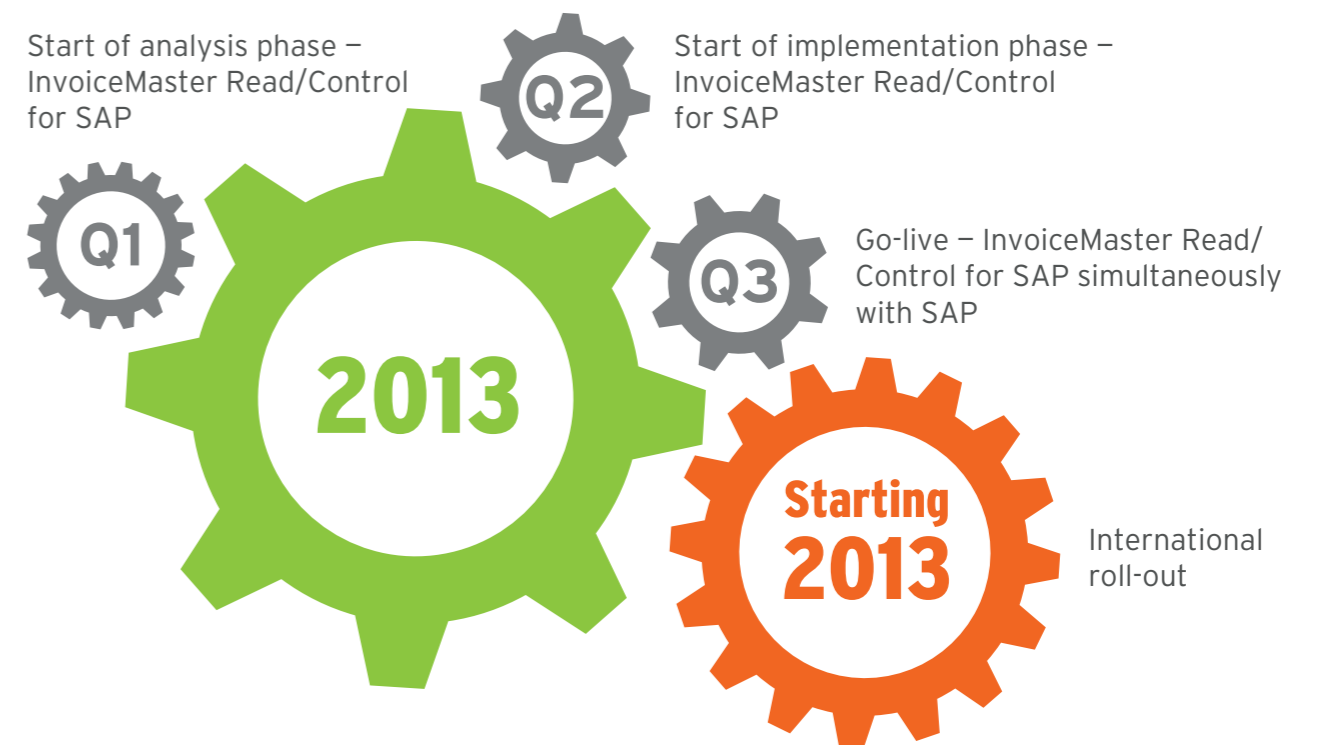 Start of analysis phase –
InvoiceMaster Read/Control
for SAP
Q1
Q2
Start of implementation phase –
InvoiceMaster Read/Control
for SAP
Q3
Go-live – InvoiceMaster Read/
Control for SAP simultaneously
with SAP
2013
Starting
2013
International
roll-out